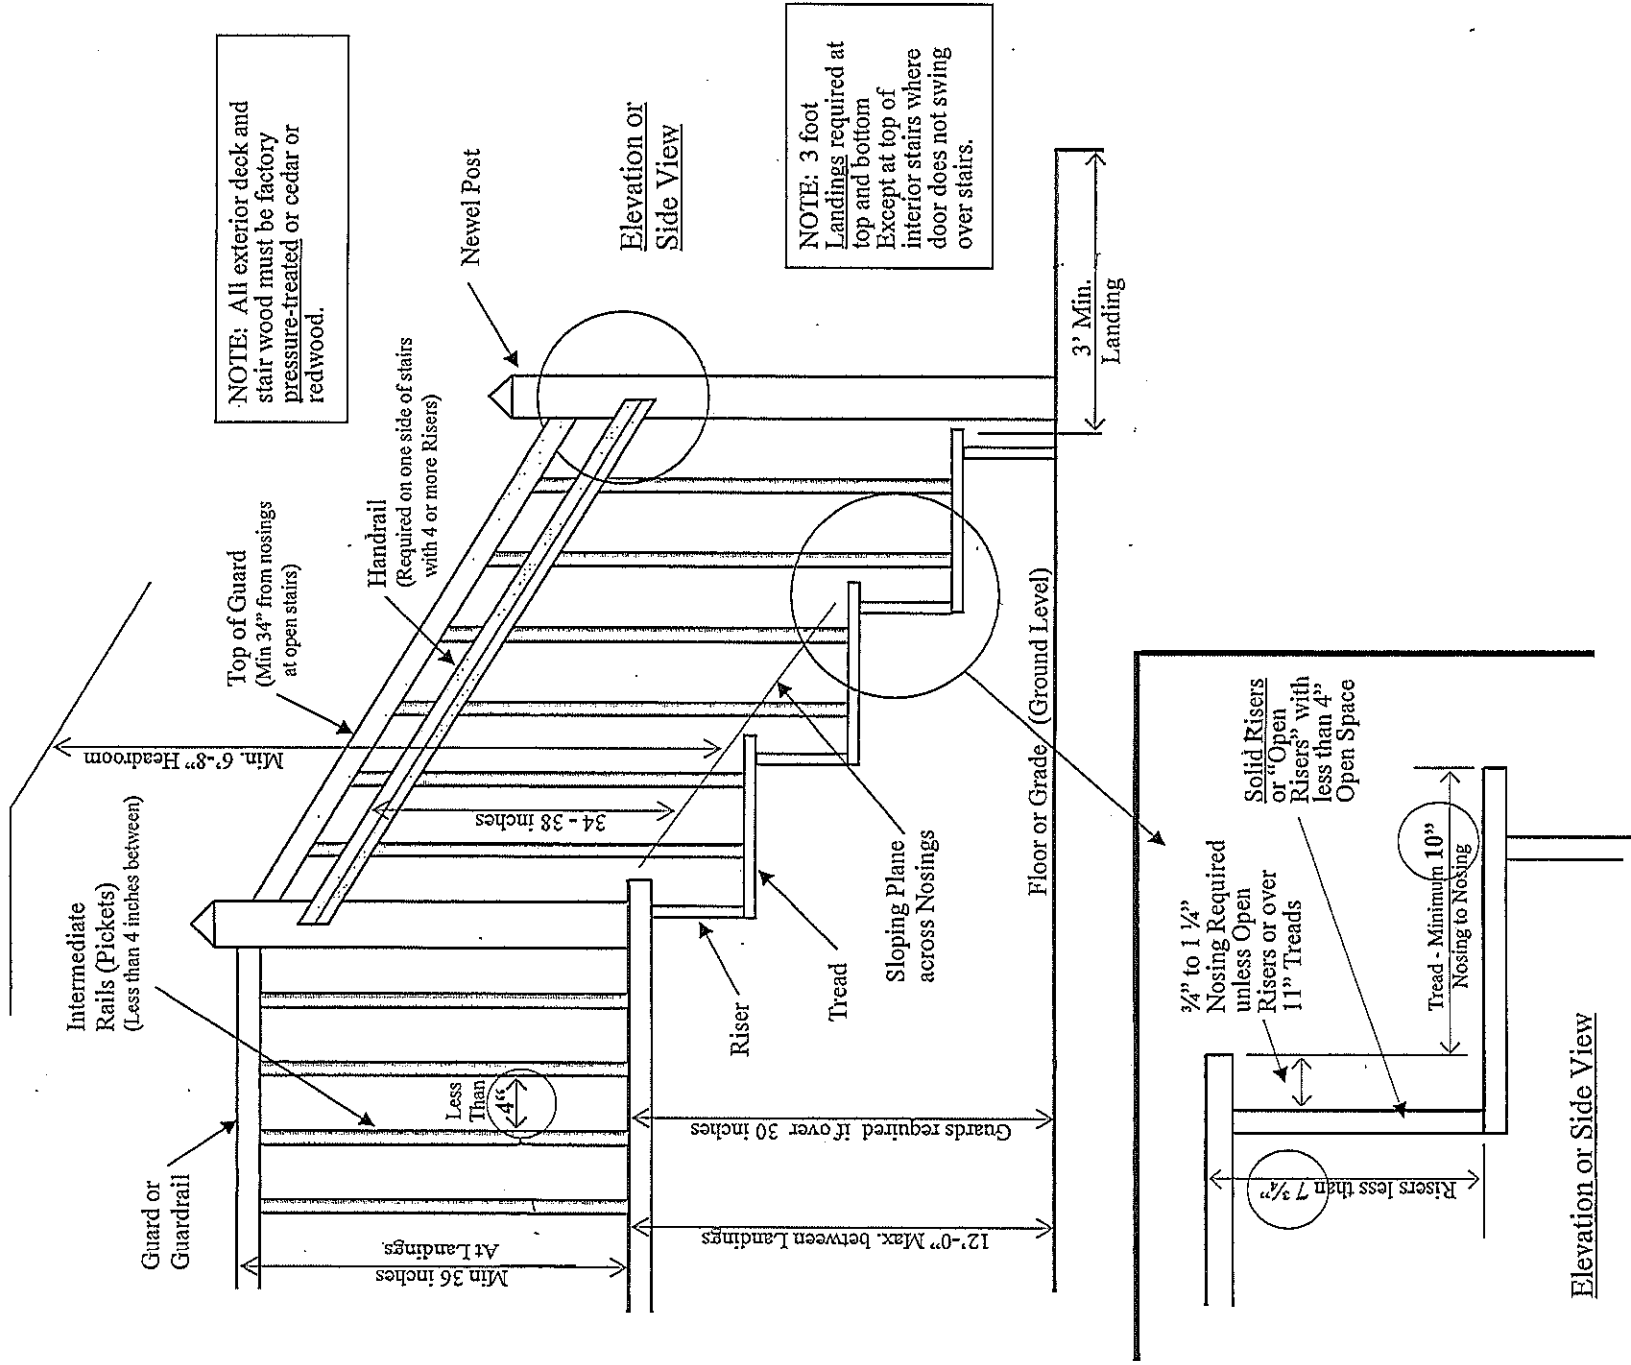 NOTE: All exterior deck and
stair wood must be factory
pressure-treated or cedar or
redwood.
Min. 6'-8" Headroom
Top of Guard
(Min 34" from nosings
at open stairs)
Handrail
(Required on one side of stairs
with 4 or more Risers)
Newel Post
Elevation or
Side View
Intermediate
Rails (Pickets)
(Less than 4 inches between)
Guard or
Guardrail
Less
Than
4"
34 - 38 inches
Min 36 inches
At Landings
Riser
Tread
Sloping Plane
across Nosings
Guards required if over 30 inches
12'-0" Max. between Landings
Floor or Grade (Ground Level)
NOTE: 3 foot
Landings required at
top and bottom
Except at top of
interior stairs where
door does not swing
over stairs.
3' Min.
Landing
¾" to 1 ¼"
Nosing Required
unless Open
Risers or over
11" Treads
Solid Risers
or "Open
Risers" with
less than 4"
Open Space
Risers less than 7 ¾"
Tread - Minimum 10"
Nosing to Nosing
Elevation or Side View